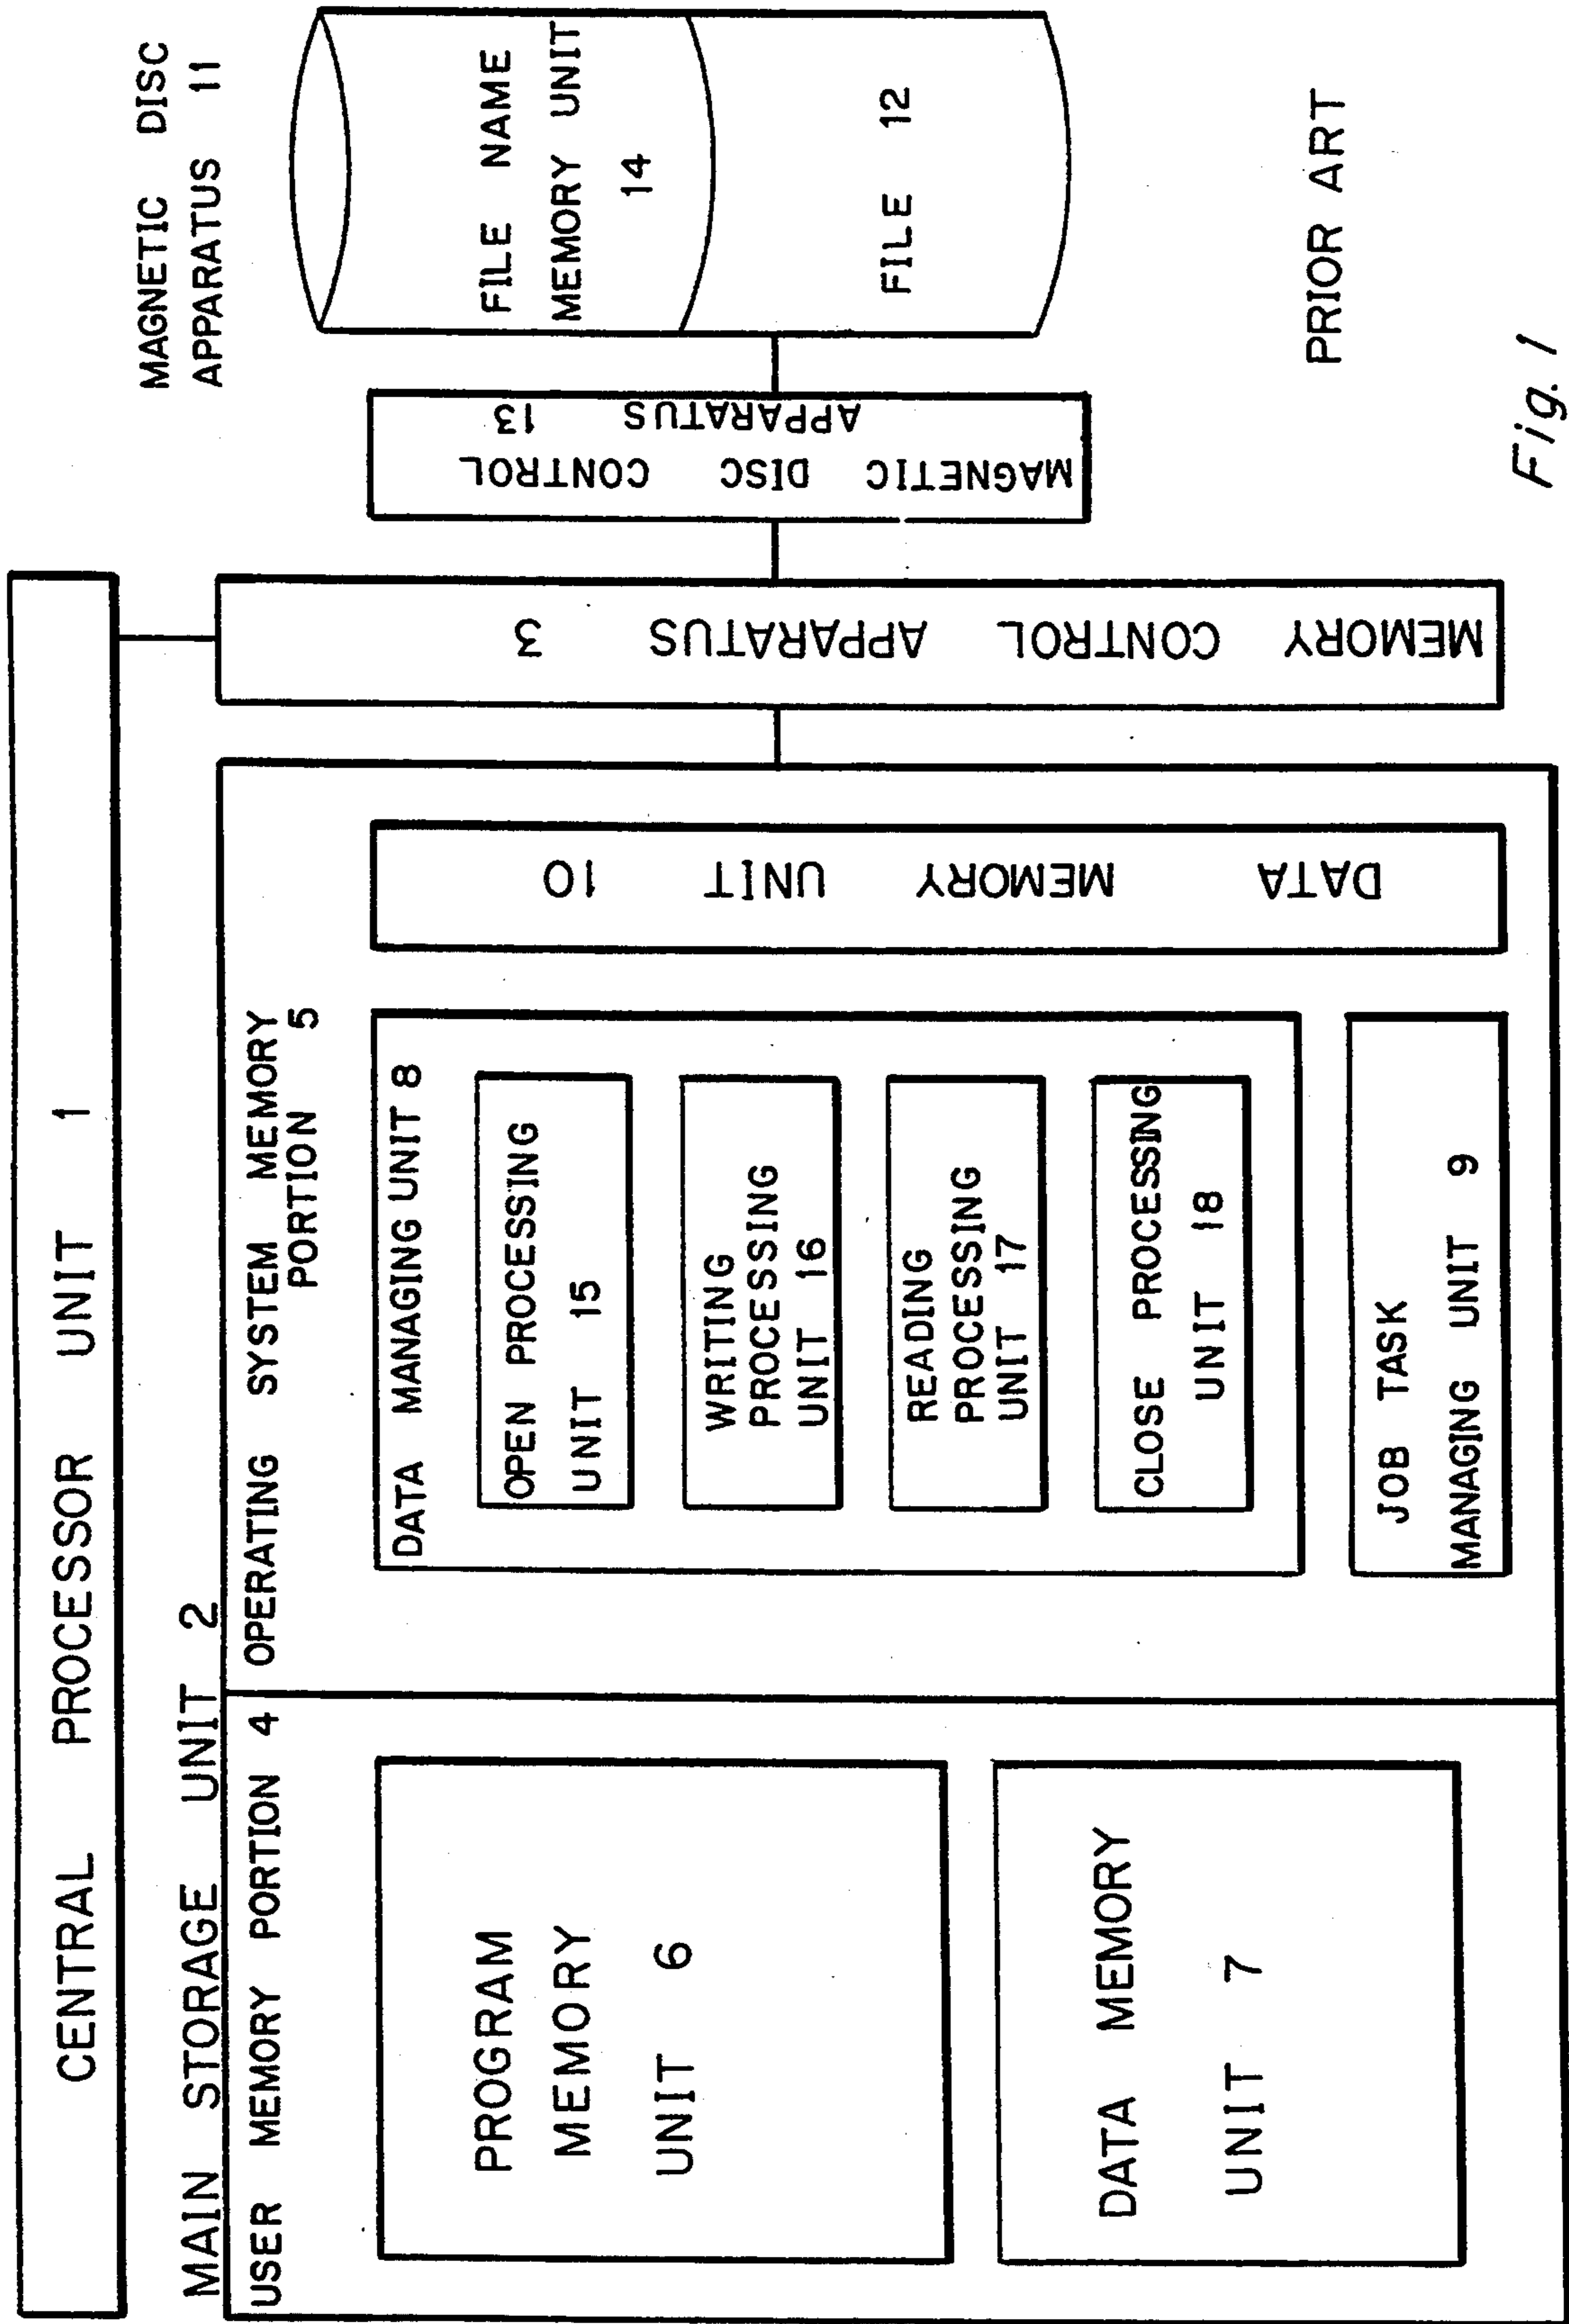 CENTRAL PROCESSOR UNIT 1
MAIN STORAGE UNIT 2
USER MEMORY PORTION 4
PROGRAM
MEMORY
UNIT 6
DATA MEMORY
UNIT 7
OPERATING SYSTEM MEMORY
PORTION 5
DATA MANAGING UNIT 8
OPEN PROCESSING
UNIT 15
WRITING
PROCESSING
UNIT 16
READING
PROCESSING
UNIT 17
CLOSE PROCESSING
UNIT 18
JOB TASK
MANAGING UNIT 9
DATA MEMORY UNIT 10
MEMORY CONTROL APPARATUS 3
MAGNETIC DISC CONTROL
APPARATUS 13
MAGNETIC DISC
APPARATUS 11
FILE NAME
MEMORY UNIT
14
FILE 12
PRIOR ART
Fig. 1